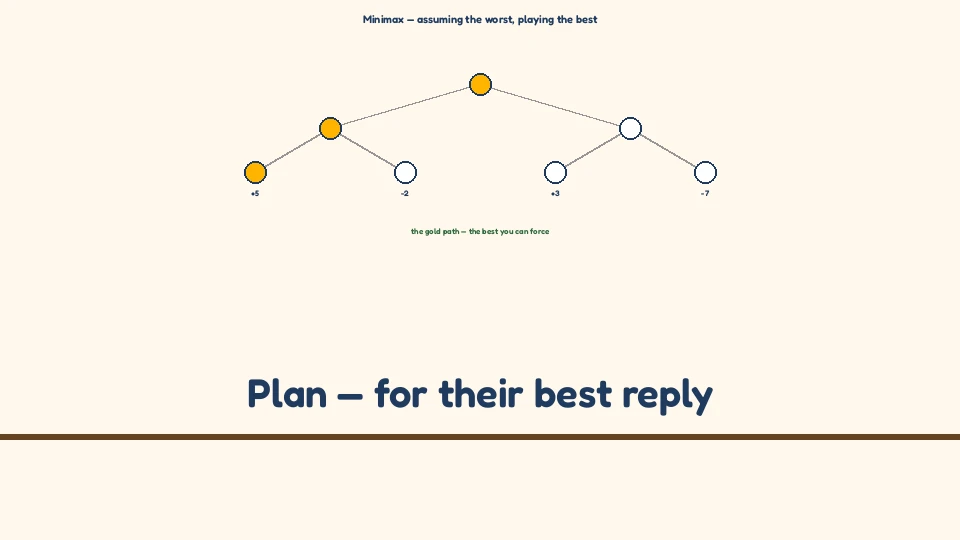 Minimax — assuming the worst, playing the best
+5
-2
+3
-7
the gold path — the best you can force
Plan — for their best reply